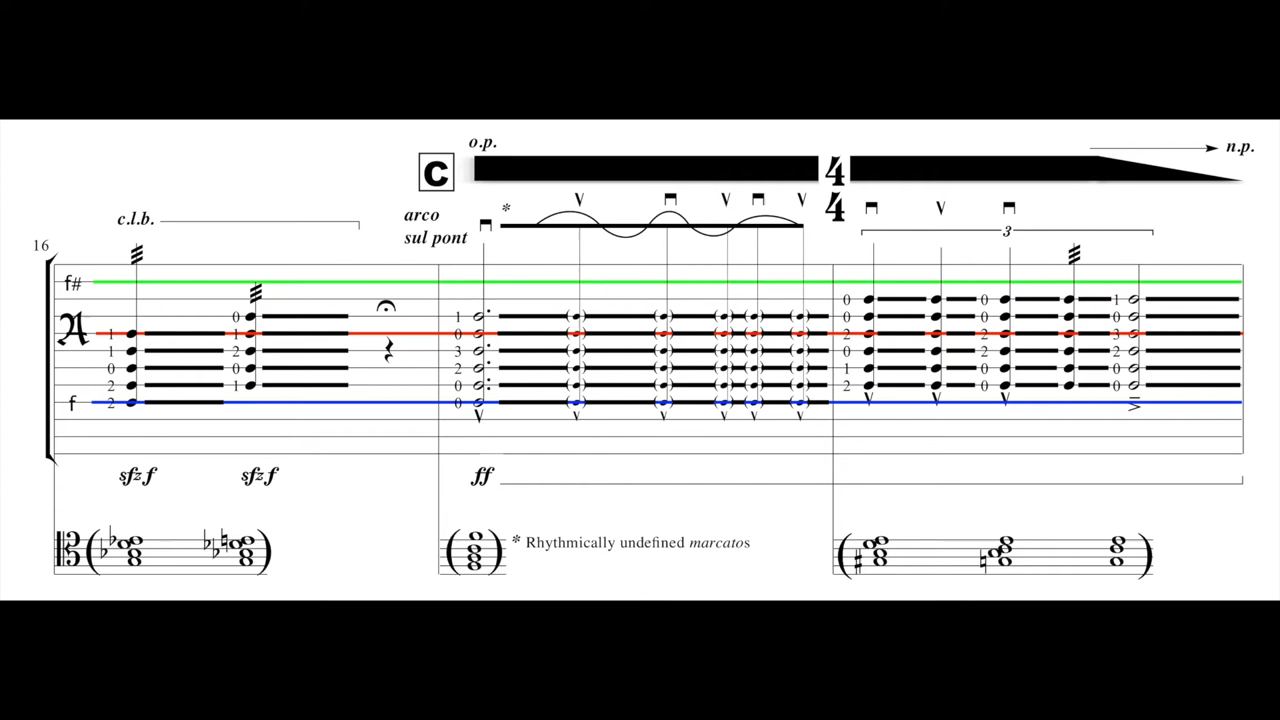 o.p.
n.p.
C
4
4
c.l.b.
arco
sul pont
*
3
16
f#
A
f
0 0 1
0 1 0 0
1 1 0 2 2 3
1 2 3 0 2 2
0 0 2 1 0
2 1 0 2 0 0
2 0
sfz f sfz f ff
* Rhythmically undefined marcatos